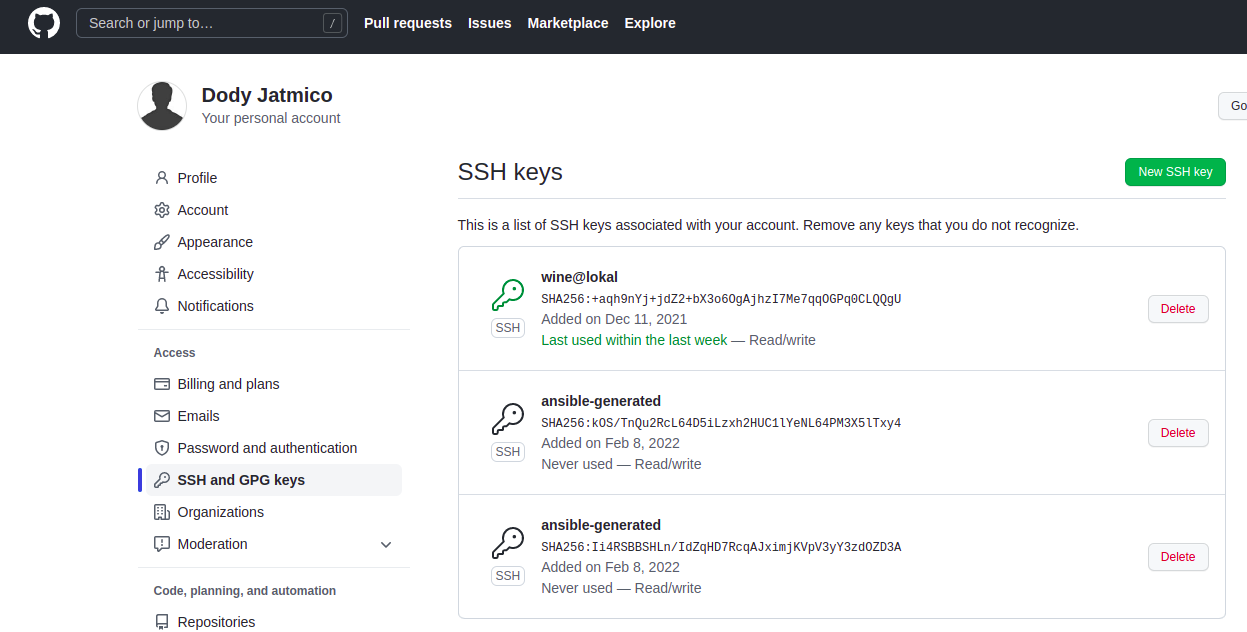 Search or jump to… /
Pull requests
Issues
Marketplace
Explore
Dody Jatmico
Your personal account
Go
Profile
Account
Appearance
Accessibility
Notifications
Access
Billing and plans
Emails
Password and authentication
SSH and GPG keys
Organizations
Moderation
Code, planning, and automation
Repositories
SSH keys
New SSH key
This is a list of SSH keys associated with your account. Remove any keys that you do not recognize.
wine@lokal
SHA256:+aqh9nYj+jdZ2+bX3o6OgAjhzI7Me7qqOGPq0CLQQgU
Added on Dec 11, 2021
Last used within the last week — Read/write
SSH
Delete
ansible-generated
SHA256:kOS/TnQu2RcL64D5iLzxh2HUC1lYeNL64PM3X5lTxy4
Added on Feb 8, 2022
Never used — Read/write
SSH
Delete
ansible-generated
SHA256:Ii4RSBBSHLn/IdZqHD7RcqAJximjKVpV3yY3zdOZD3A
Added on Feb 8, 2022
Never used — Read/write
SSH
Delete